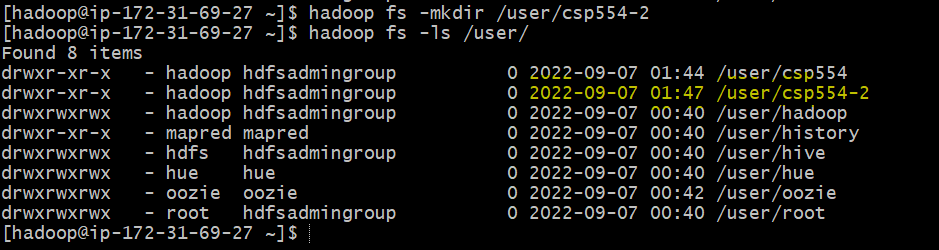 [hadoop@ip-172-31-69-27 ~]$ hadoop fs -mkdir /user/csp554-2
[hadoop@ip-172-31-69-27 ~]$ hadoop fs -ls /user/
Found 8 items
drwxr-xr-x   - hadoop hdfsadmingroup          0 2022-09-07 01:44 /user/csp554
drwxr-xr-x   - hadoop hdfsadmingroup          0 2022-09-07 01:47 /user/csp554-2
drwxrwxrwx   - hadoop hdfsadmingroup          0 2022-09-07 00:40 /user/hadoop
drwxr-xr-x   - mapred mapred                  0 2022-09-07 00:40 /user/history
drwxrwxrwx   - hdfs   hdfsadmingroup          0 2022-09-07 00:40 /user/hive
drwxrwxrwx   - hue    hue                     0 2022-09-07 00:40 /user/hue
drwxrwxrwx   - oozie  oozie                   0 2022-09-07 00:42 /user/oozie
drwxrwxrwx   - root   hdfsadmingroup          0 2022-09-07 00:40 /user/root
[hadoop@ip-172-31-69-27 ~]$